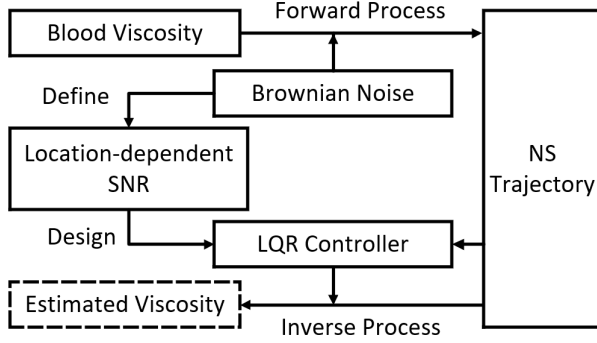 Forward Process
Blood Viscosity
Brownian Noise
Define
Location-dependent
SNR
NS
Trajectory
Design
LQR Controller
Estimated Viscosity
Inverse Process